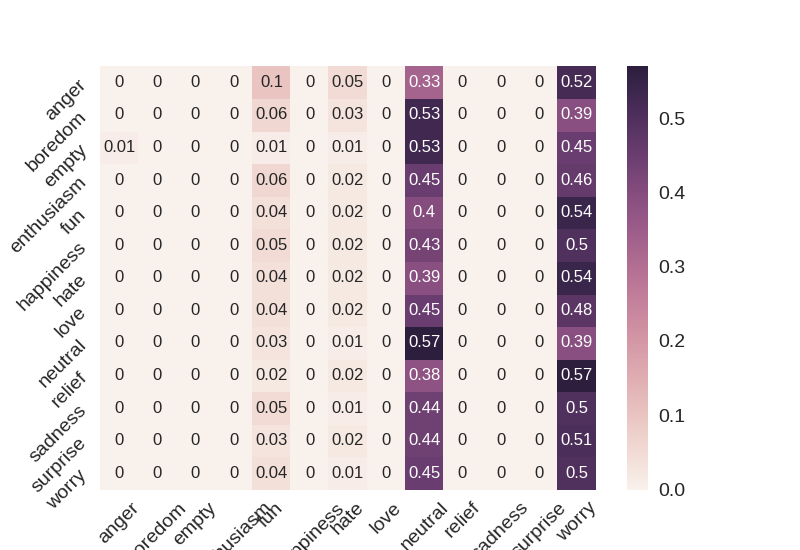 anger 0 0 0 0 0.1 0 0.05 0 0.33 0 0 0 0.52
boredom 0 0 0 0 0.06 0 0.03 0 0.53 0 0 0 0.39
empty 0.01 0 0 0 0.01 0 0.01 0 0.53 0 0 0 0.45
enthusiasm 0 0 0 0 0.06 0 0.02 0 0.45 0 0 0 0.46
fun 0 0 0 0 0.04 0 0.02 0 0.4 0 0 0 0.54
happiness 0 0 0 0 0.05 0 0.02 0 0.43 0 0 0 0.5
hate 0 0 0 0 0.04 0 0.02 0 0.39 0 0 0 0.54
love 0 0 0 0 0.04 0 0.02 0 0.45 0 0 0 0.48
neutral 0 0 0 0 0.03 0 0.01 0 0.57 0 0 0 0.39
relief 0 0 0 0 0.02 0 0.02 0 0.38 0 0 0 0.57
sadness 0 0 0 0 0.05 0 0.01 0 0.44 0 0 0 0.5
surprise 0 0 0 0 0.03 0 0.02 0 0.44 0 0 0 0.51
worry 0 0 0 0 0.04 0 0.01 0 0.45 0 0 0 0.5
anger oredom empty husiasm fun ppiness hate love neutral relief adness surprise worry
0.5
0.4
0.3
0.2
0.1
0.0